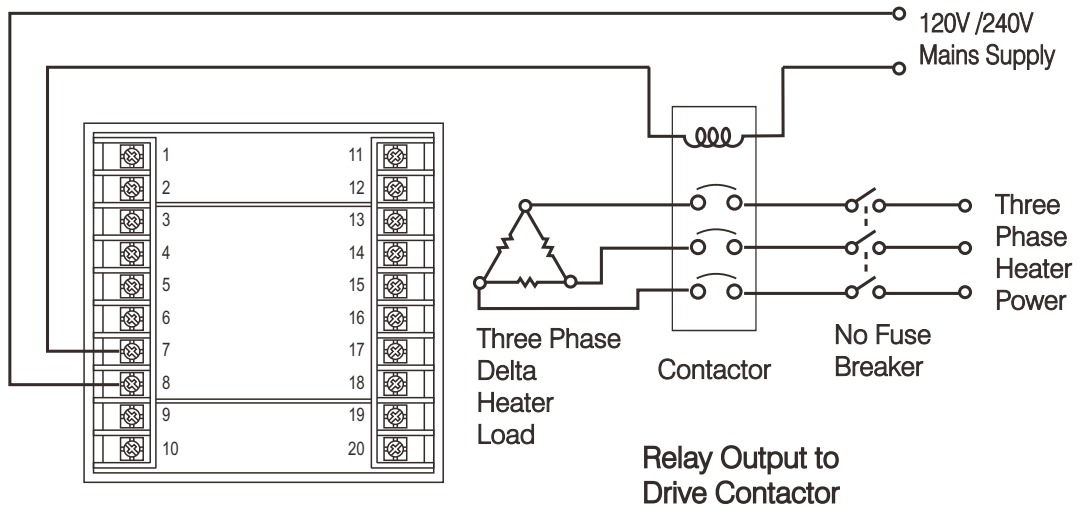 120V /240V
Mains Supply
1
2
3
4
5
6
7
8
9
10
11
12
13
14
15
16
17
18
19
20
Three
Phase
Heater
Power
Three Phase
Delta
Heater
Load
Contactor
No Fuse
Breaker
Relay Output to
Drive Contactor